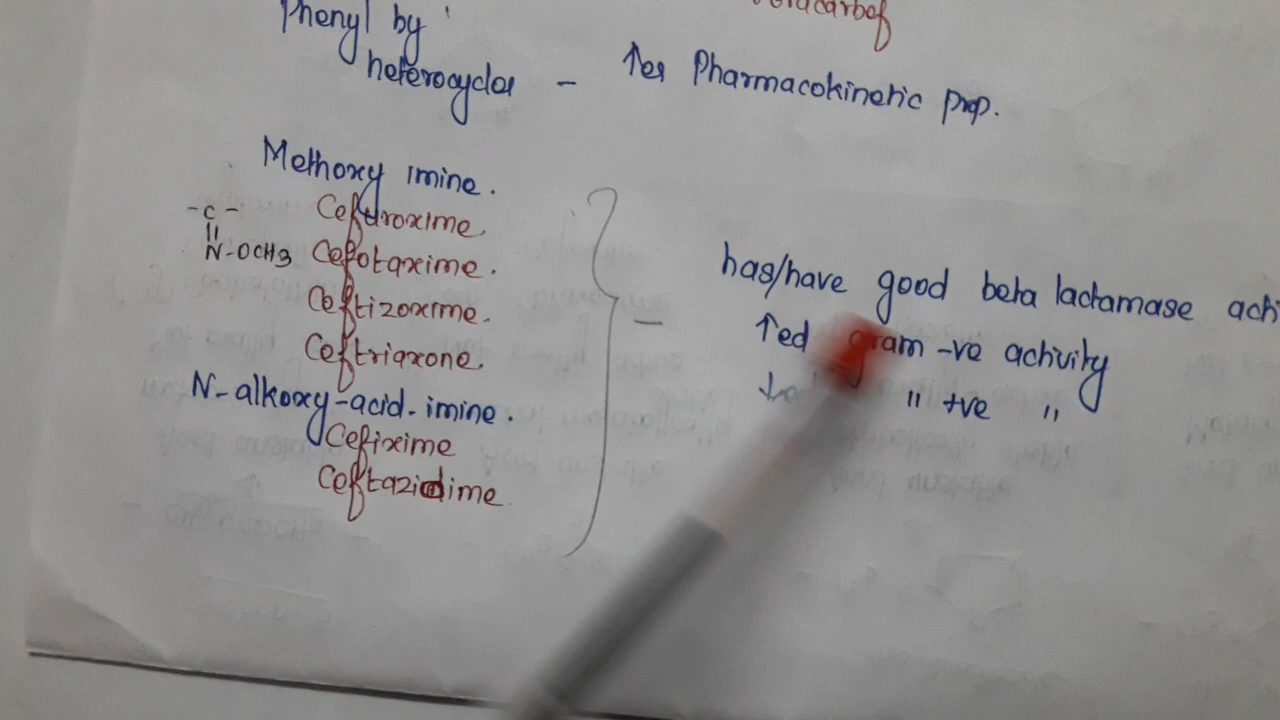 Phenyl by
heterocycles - ↑es Pharmacokinetic prop.
Methoxy imine.
-C-
||
N-OCH3
Cefuroxime.
Cefotaxime.
Ceftizoxime.
Ceftriaxone.
N-alkoxy-acid-imine.
Cefixime
Ceftazidime
- has/have good beta lactamase acti
↑ed gram -ve activity
" +ve "